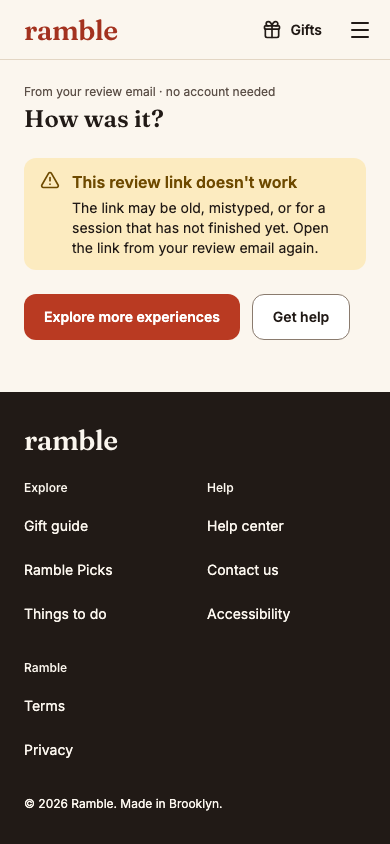 ramble
Gifts
From your review email · no account needed
How was it?
This review link doesn't work
The link may be old, mistyped, or for a
session that has not finished yet. Open
the link from your review email again.
Explore more experiences
Get help
ramble
Explore
Help
Gift guide
Help center
Ramble Picks
Contact us
Things to do
Accessibility
Ramble
Terms
Privacy
© 2026 Ramble. Made in Brooklyn.